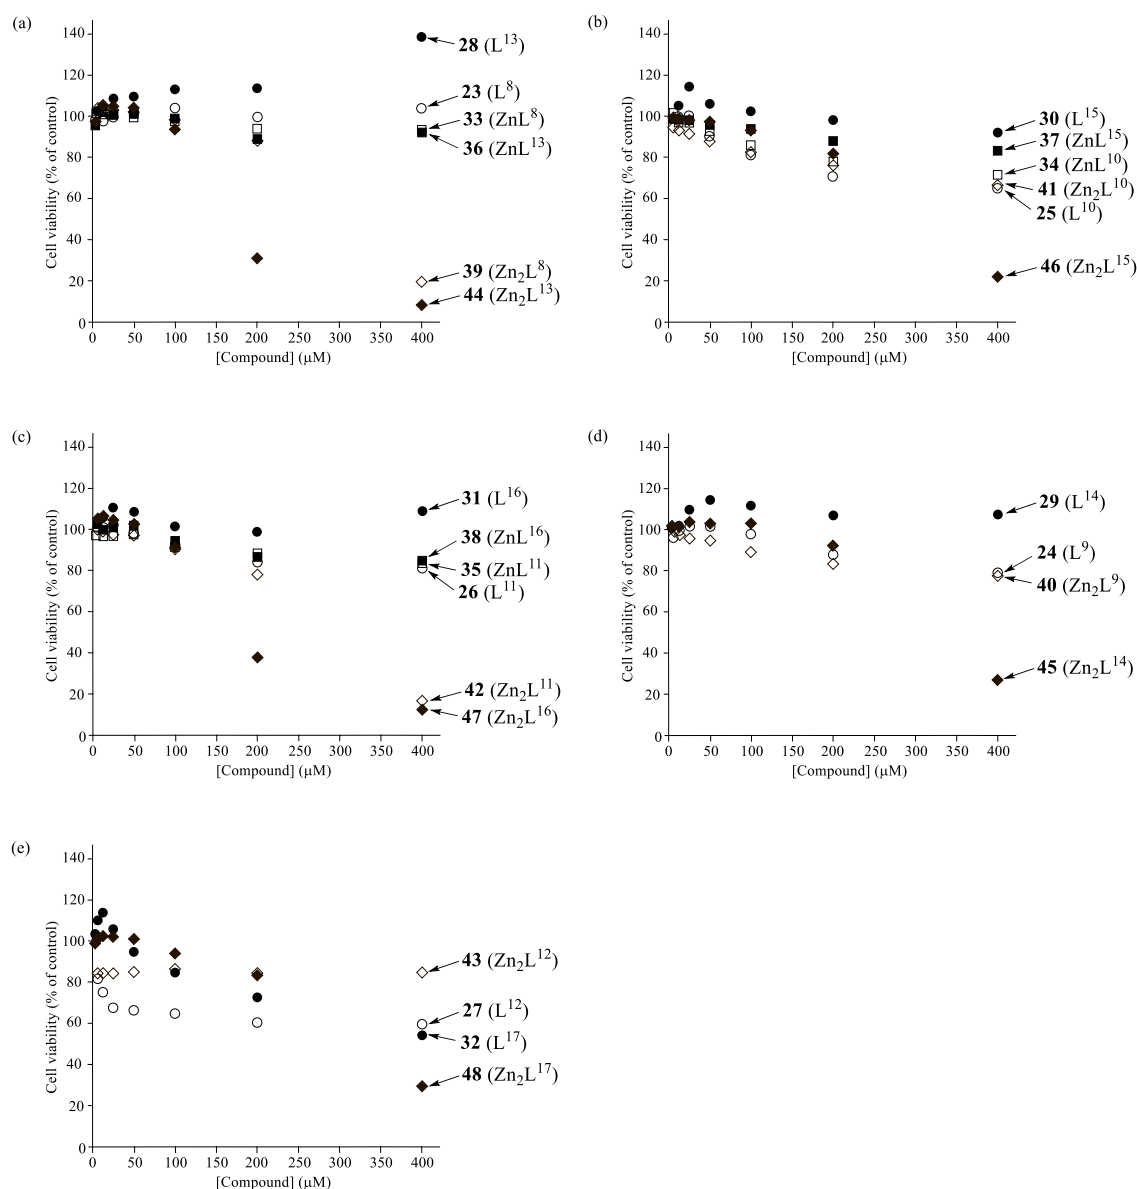 (a)
140
120
100
80
60
40
20
0
Cell viability (% of control)
0 50 100 150 200 250 300 350 400
[Compound] (μM)
28 (L13)
23 (L8)
33 (ZnL8)
36 (ZnL13)
39 (Zn2L8)
44 (Zn2L13)
(b)
140
120
100
80
60
40
20
0
Cell viability (% of control)
0 50 100 150 200 250 300 350 400
[Compound] (μM)
30 (L15)
37 (ZnL15)
34 (ZnL10)
41 (Zn2L10)
25 (L10)
46 (Zn2L15)
(c)
140
120
100
80
60
40
20
0
Cell viability (% of control)
0 50 100 150 200 250 300 350 400
[Compound] (μM)
31 (L16)
38 (ZnL16)
35 (ZnL11)
26 (L11)
42 (Zn2L11)
47 (Zn2L16)
(d)
140
120
100
80
60
40
20
0
Cell viability (% of control)
0 50 100 150 200 250 300 350 400
[Compound] (μM)
29 (L14)
24 (L9)
40 (Zn2L9)
45 (Zn2L14)
(e)
140
120
100
80
60
40
20
0
Cell viability (% of control)
0 50 100 150 200 250 300 350 400
[Compound] (μM)
43 (Zn2L12)
27 (L12)
32 (L17)
48 (Zn2L17)